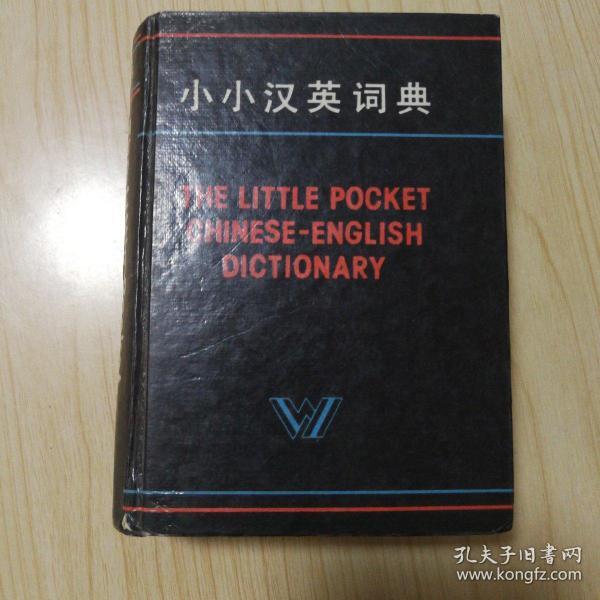 小小汉英词典
THE LITTLE POCKET
CHINESE-ENGLISH
DICTIONARY
W
孔夫子旧书网
www.kongfz.com